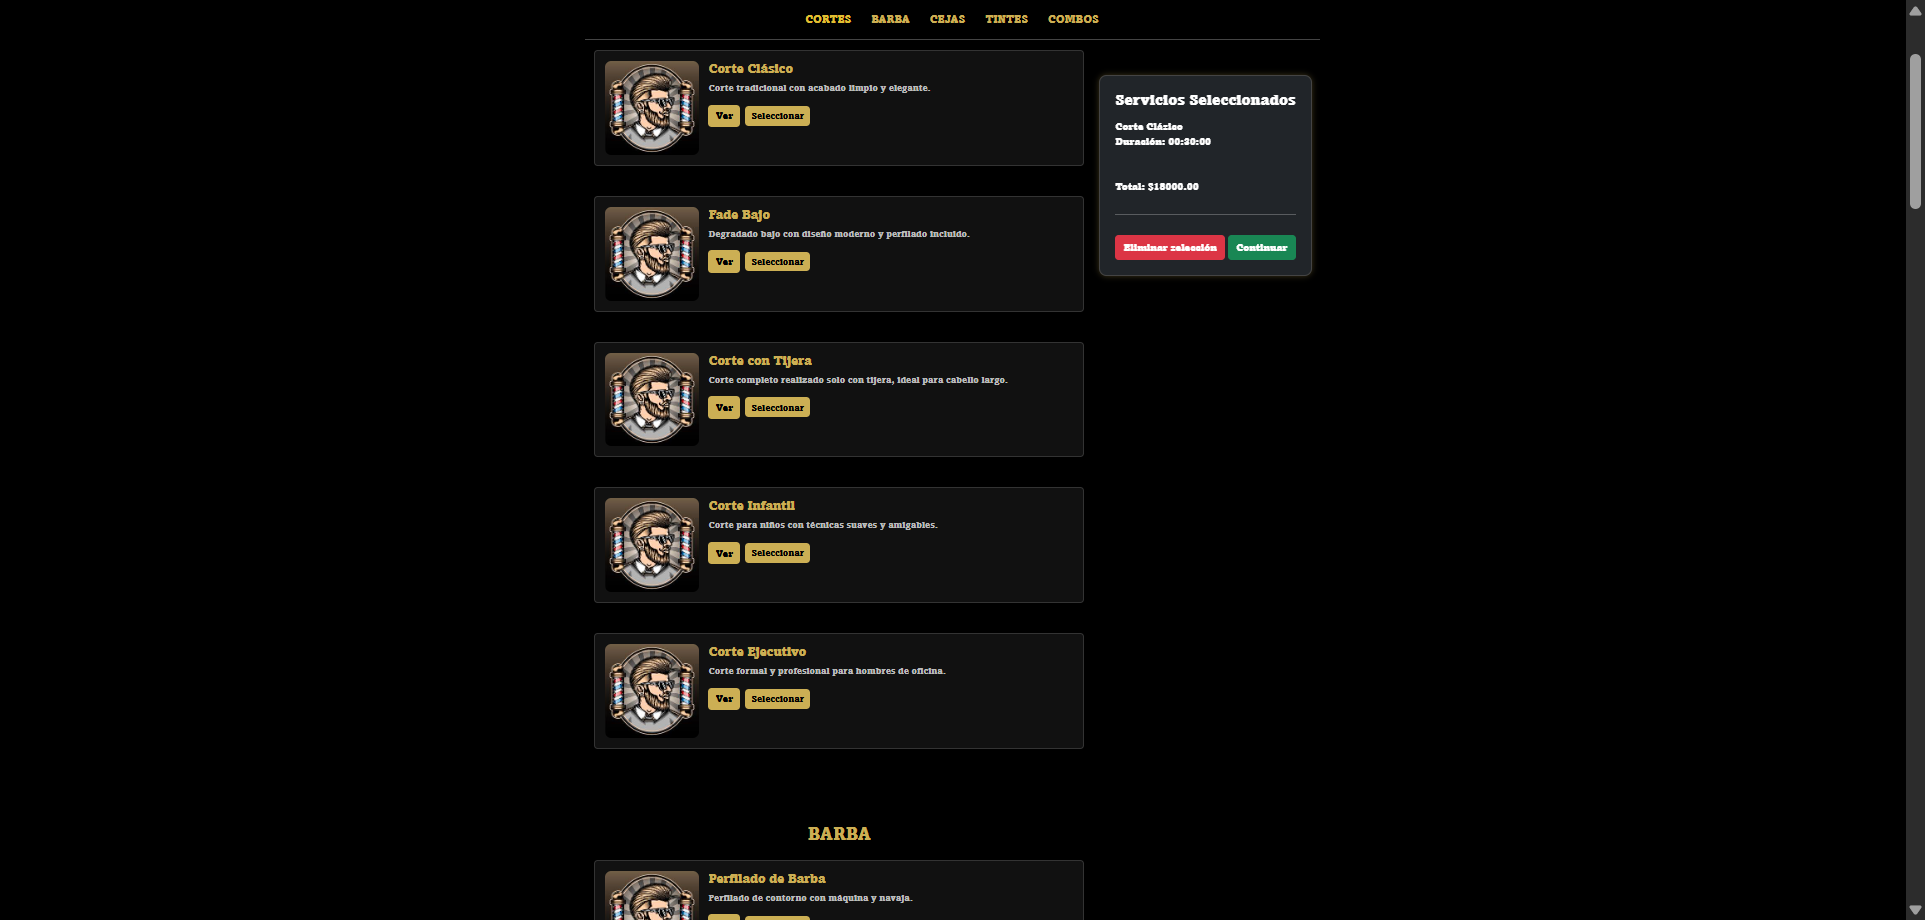 CORTES BARBA CEJAS TINTES COMBOS
Corte Clásico
Corte tradicional con acabado limpio y elegante.
Ver Seleccionar
Fade Bajo
Degradado bajo con diseño moderno y perfilado incluido.
Ver Seleccionar
Corte con Tijera
Corte completo realizado solo con tijera, ideal para cabello largo.
Ver Seleccionar
Corte Infantil
Corte para niños con técnicas suaves y amigables.
Ver Seleccionar
Corte Ejecutivo
Corte formal y profesional para hombres de oficina.
Ver Seleccionar
BARBA
Perfilado de Barba
Perfilado de contorno con máquina y navaja.
Servicios Seleccionados
Corte Clásico
Duración: 00:30:00
Total: $18000.00
Eliminar selección Continuar